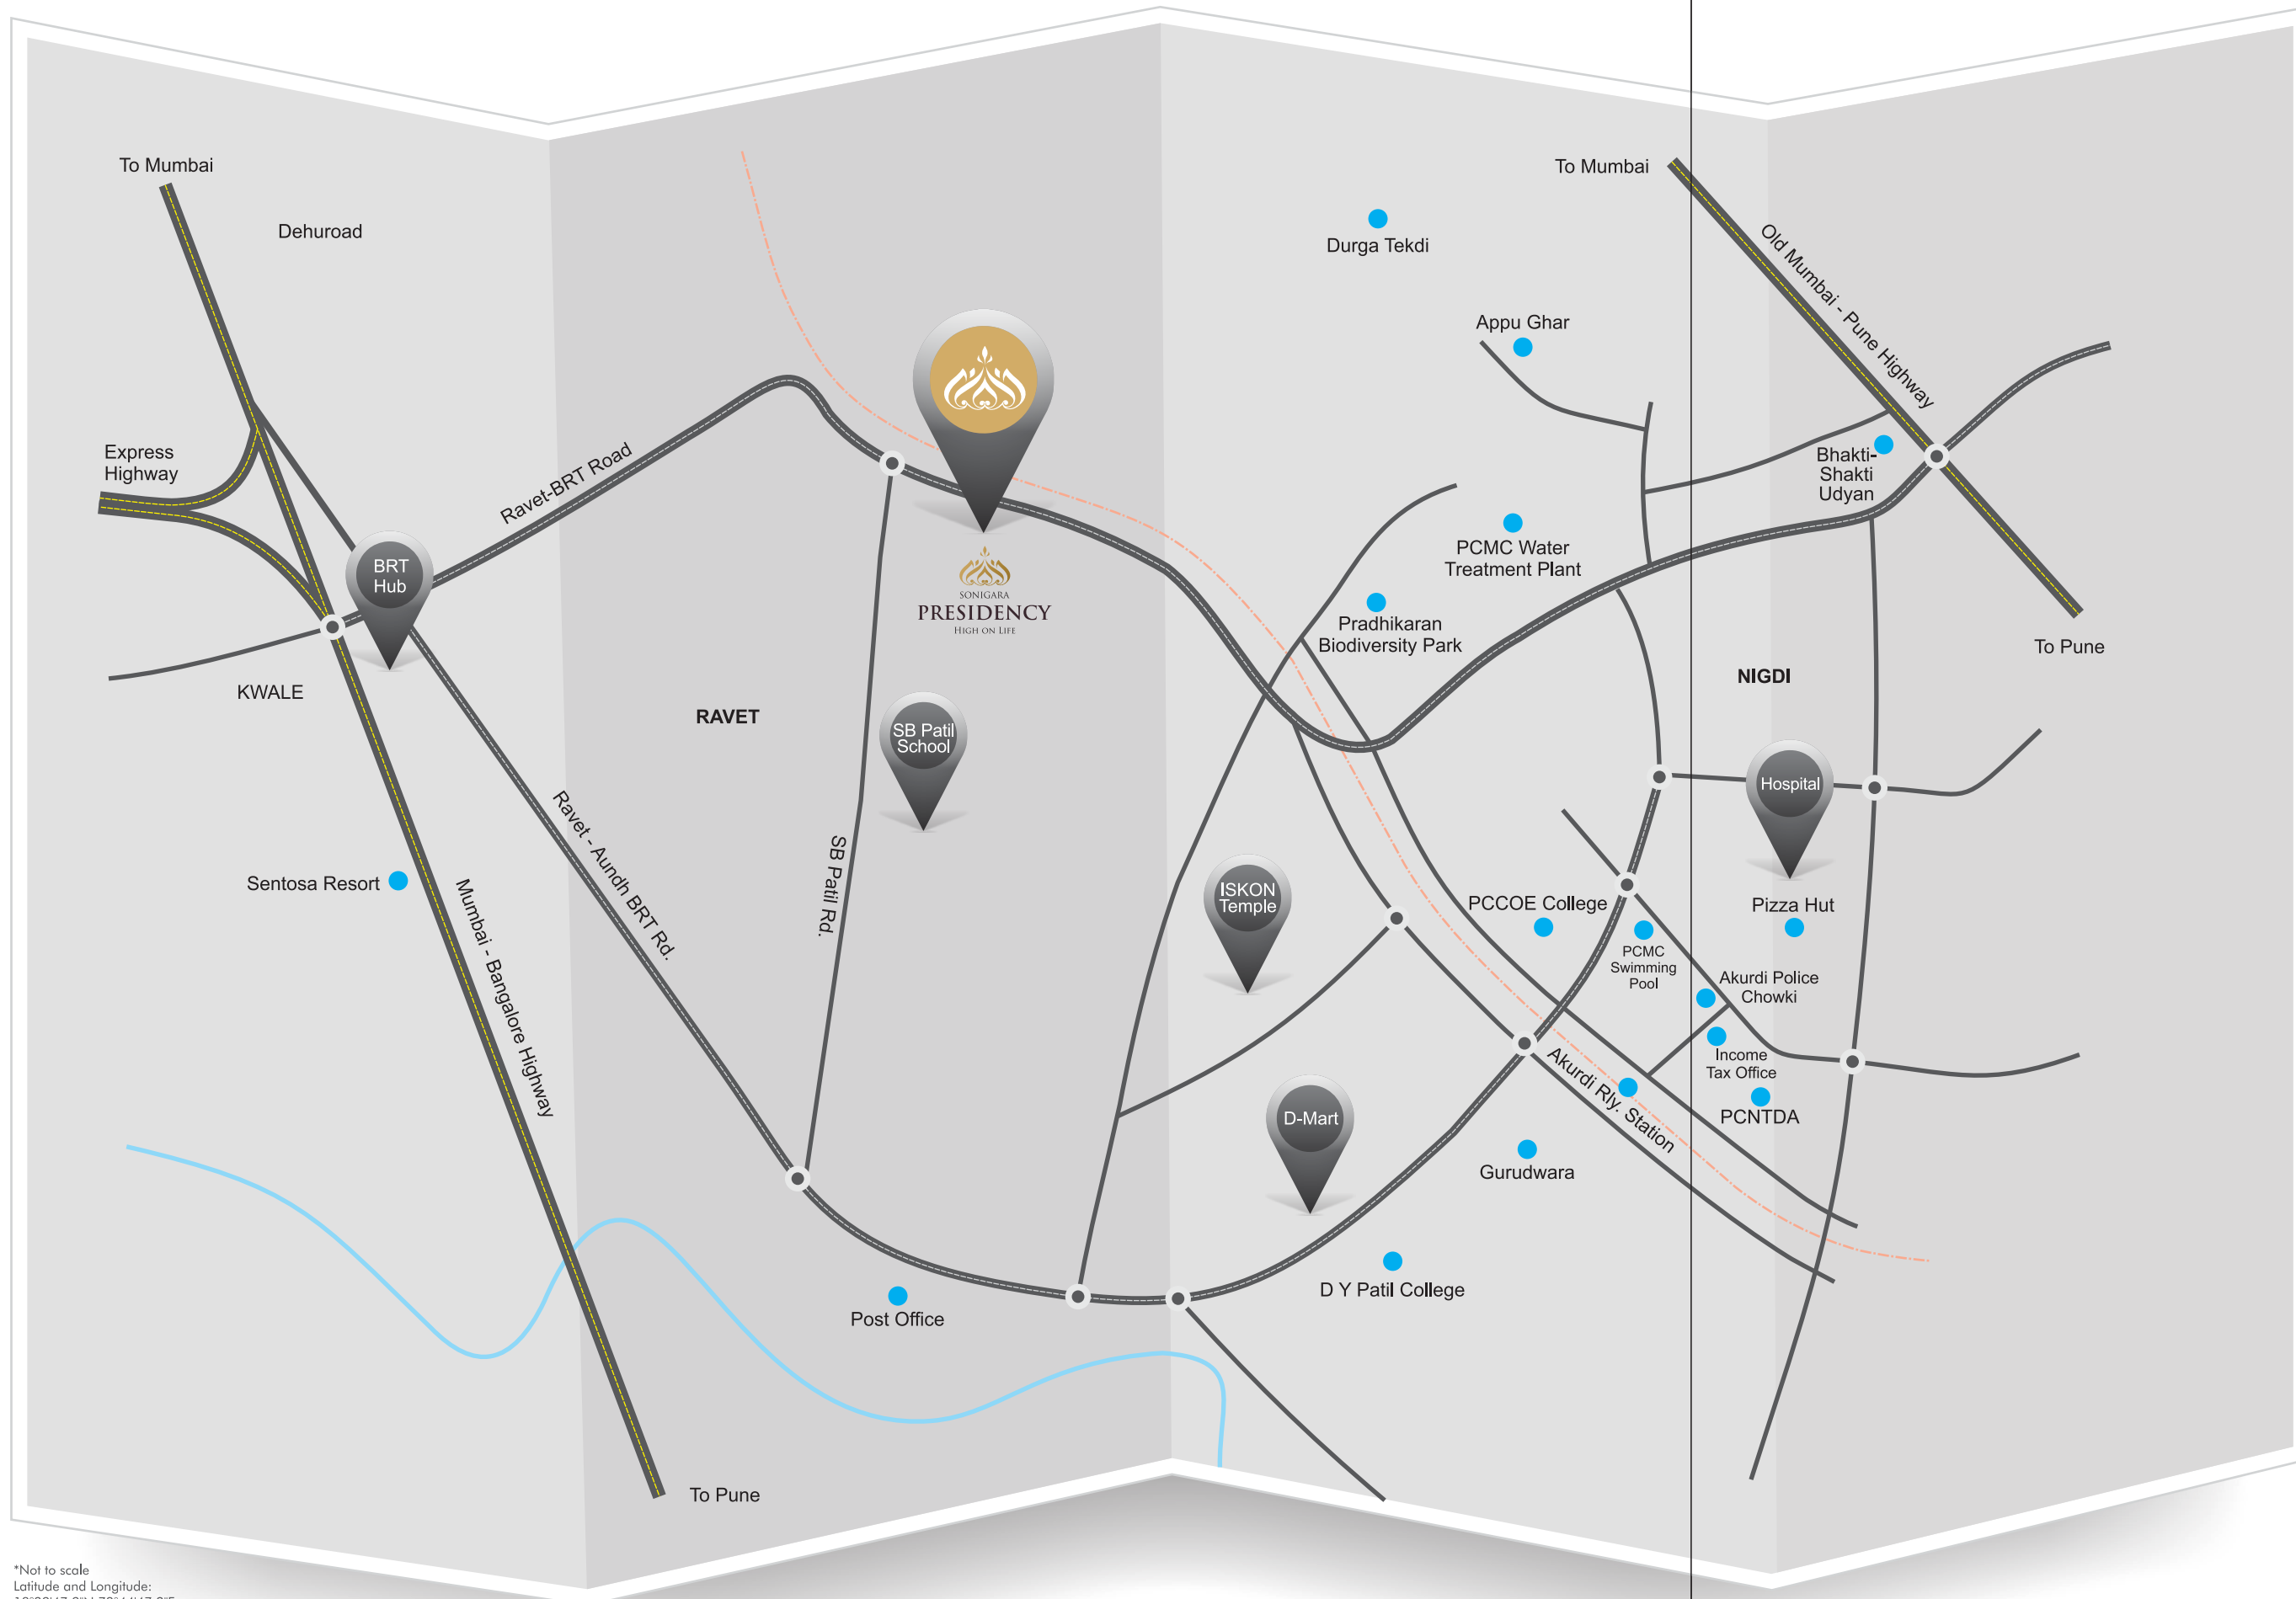 To Mumbai
Dehuroad
Express
Highway
BRT
Hub
KWALE
Ravet-BRT Road
RAVET
SONIGARA
PRESIDENCY
HIGH ON LIFE
SB Patil
School
SB Patil Rd.
Ravet - Aundh BRT Rd.
Sentosa Resort
Mumbai - Bangalore Highway
To Pune
Post Office
To Mumbai
Old Mumbai - Pune Highway
Durga Tekdi
Appu Ghar
Bhakti-
Shakti
Udyan
PCMC Water
Treatment Plant
Pradhikaran
Biodiversity Park
To Pune
NIGDI
Hospital
ISKON
Temple
PCCOE College
PCMC
Swimming
Pool
Pizza Hut
Akurdi Police
Chowki
Income
Tax Office
PCNTDA
Akurdi Rly. Station
D-Mart
Gurudwara
D Y Patil College
*Not to scale
Latitude and Longitude: